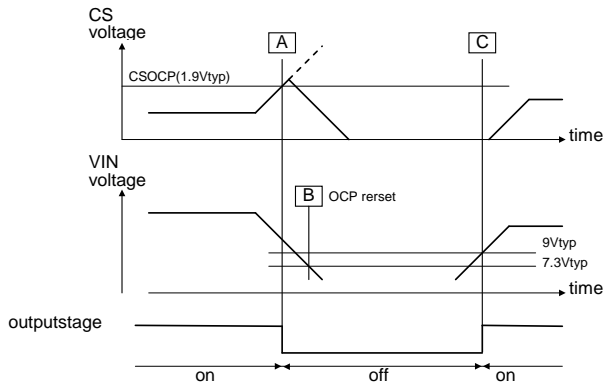 CS
voltage
A
C
CSOCP(1.9Vtyp)
time
VIN
voltage
B OCP rerset
9Vtyp
7.3Vtyp
time
outputstage
on off on